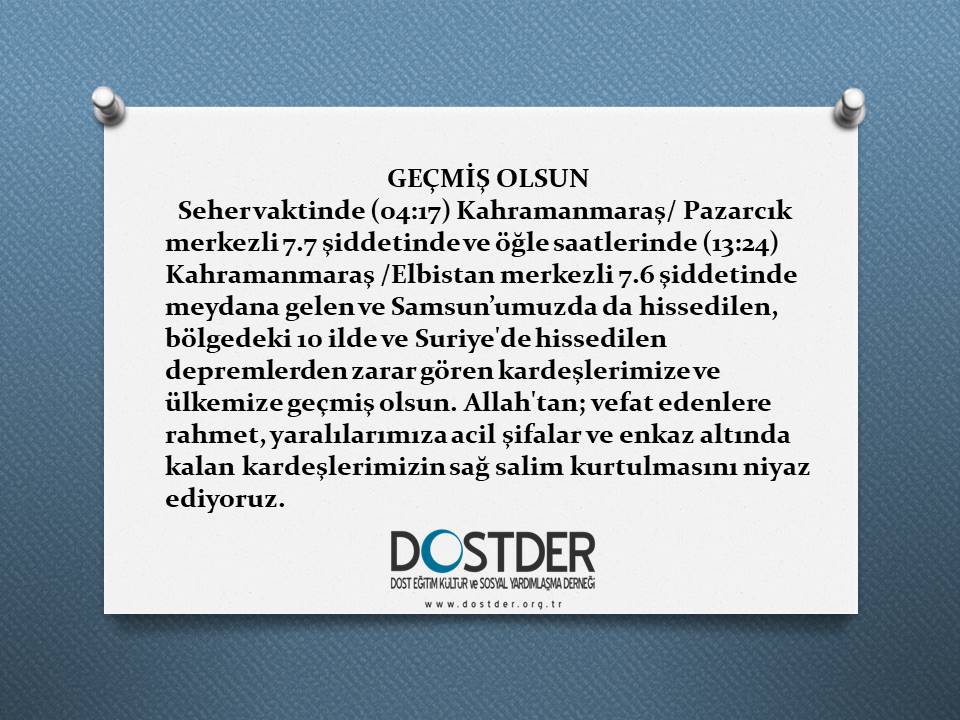 GEÇMİŞ OLSUN
Seher vaktinde (04:17) Kahramanmaraş/ Pazarcık
merkezli 7.7 şiddetinde ve öğle saatlerinde (13:24)
Kahramanmaraş /Elbistan merkezli 7.6 şiddetinde
meydana gelen ve Samsun’umuzda da hissedilen,
bölgedeki 10 ilde ve Suriye'de hissedilen
depremlerden zarar gören kardeşlerimize ve
ülkemize geçmiş olsun. Allah'tan; vefat edenlere
rahmet, yaralılarımıza acil şifalar ve enkaz altında
kalan kardeşlerimizin sağ salim kurtulmasını niyaz
ediyoruz.
DOSTDER
DOST EĞİTİM KÜLTÜR ve SOSYAL YARDIMLAŞMA DERNEĞİ
www.dostder.org.tr